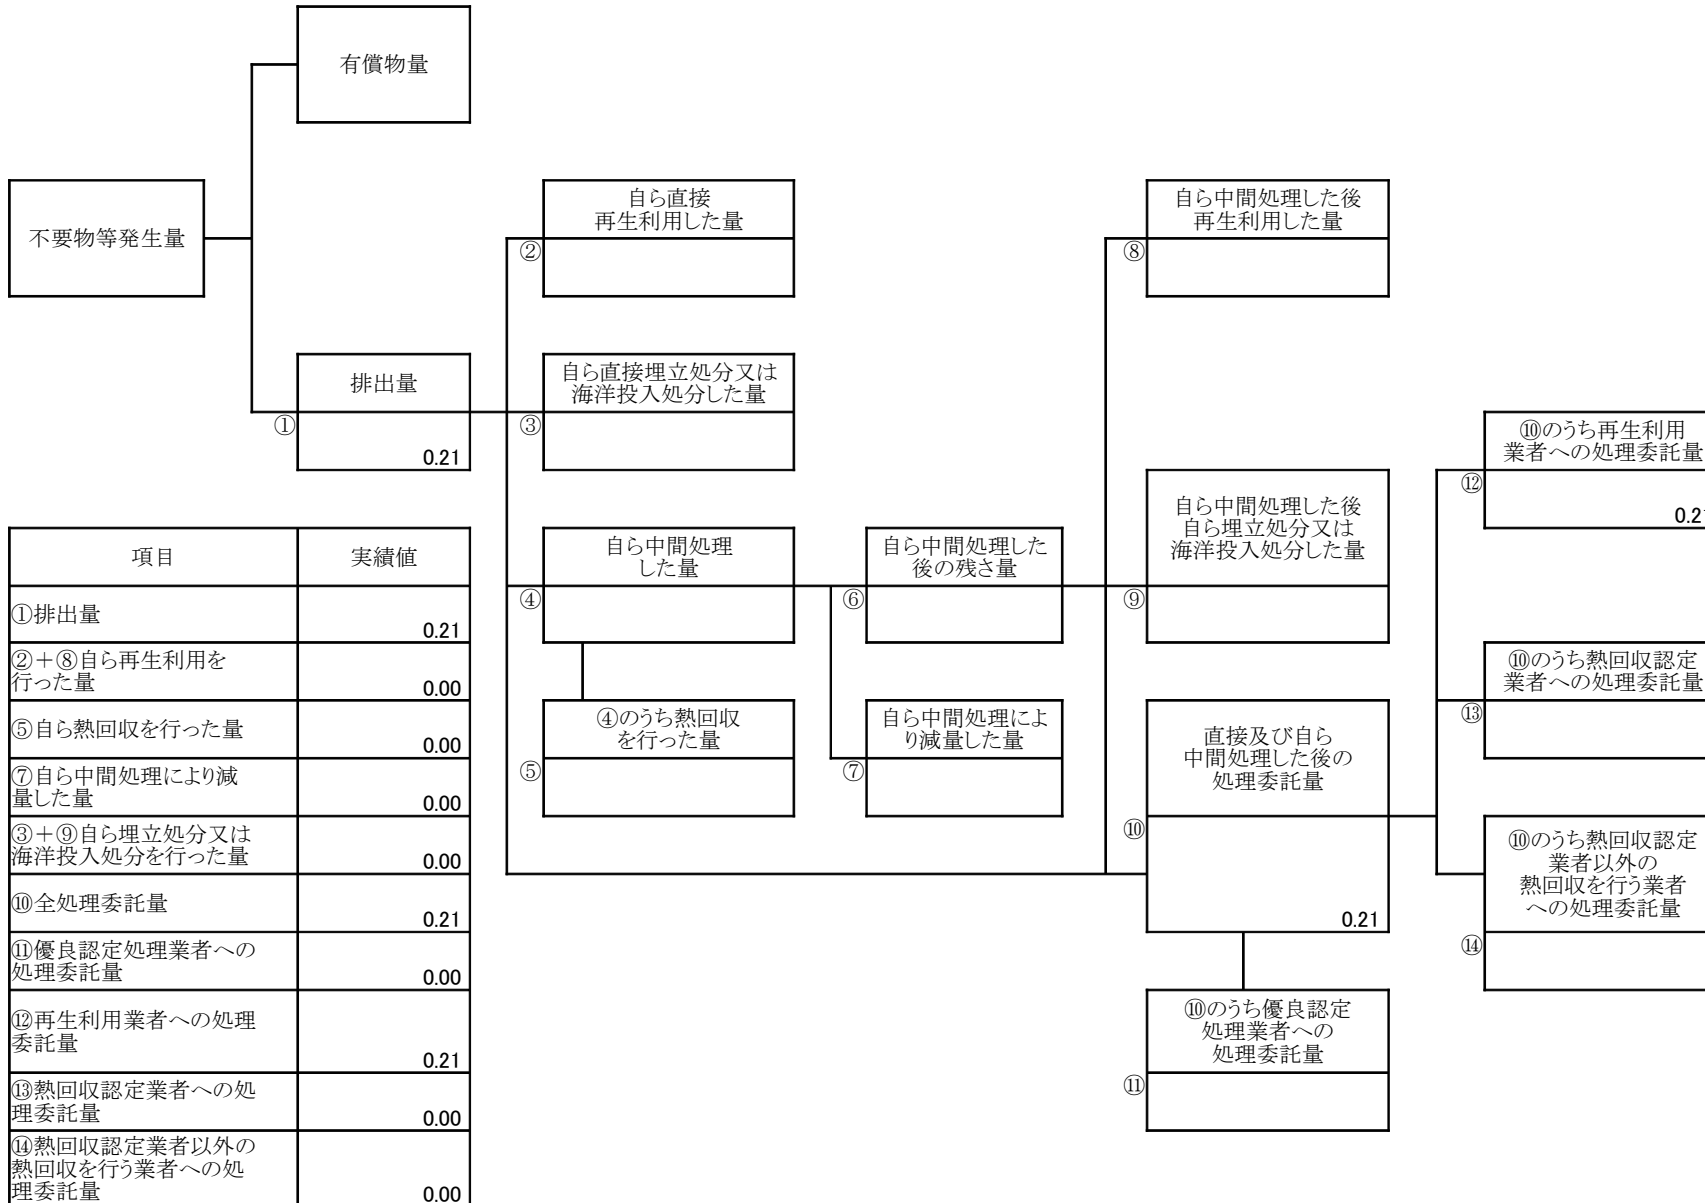 有償物量
不要物等発生量
自ら直接
再生利用した量
②
自ら中間処理した後
再生利用した量
⑧
排出量
①
0.21
自ら直接埋立処分又は
海洋投入処分した量
③
⑩のうち再生利用
業者への処理委託量
⑫
0.2
自ら中間処理した後
自ら埋立処分又は
海洋投入処分した量
⑨
自ら中間処理
した量
④
自ら中間処理した
後の残さ量
⑥
④のうち熱回収
を行った量
⑤
自ら中間処理によ
り減量した量
⑦
直接及び自ら
中間処理した後の
処理委託量
⑩
0.21
⑩のうち熱回収認定
業者への処理委託量
⑬
⑩のうち熱回収認定
業者以外の
熱回収を行う業者
への処理委託量
⑭
⑩のうち優良認定
処理業者への
処理委託量
⑪
項目 実績値
①排出量 0.21
②+⑧自ら再生利用を
行った量 0.00
⑤自ら熱回収を行った量 0.00
⑦自ら中間処理により減
量した量 0.00
③+⑨自ら埋立処分又は
海洋投入処分を行った量 0.00
⑩全処理委託量 0.21
⑪優良認定処理業者への
処理委託量 0.00
⑫再生利用業者への処理
委託量 0.21
⑬熱回収認定業者への処
理委託量 0.00
⑭熱回収認定業者以外の
熱回収を行う業者への処
理委託量 0.00